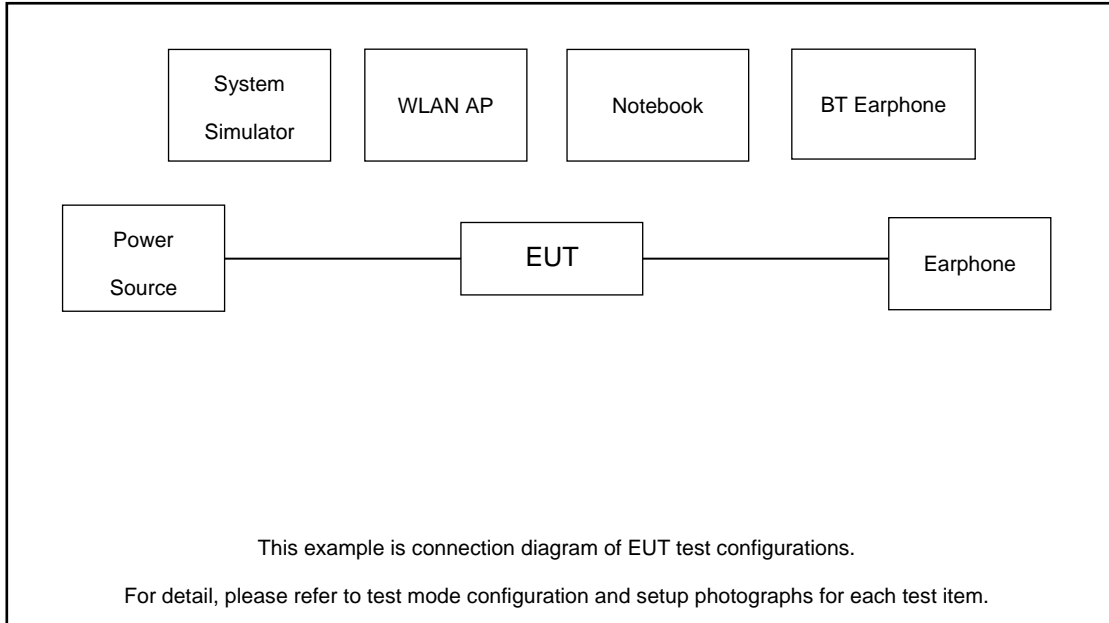 System
Simulator
WLAN AP
Notebook
BT Earphone
Power
Source
EUT
Earphone
This example is connection diagram of EUT test configurations.
For detail, please refer to test mode configuration and setup photographs for each test item.